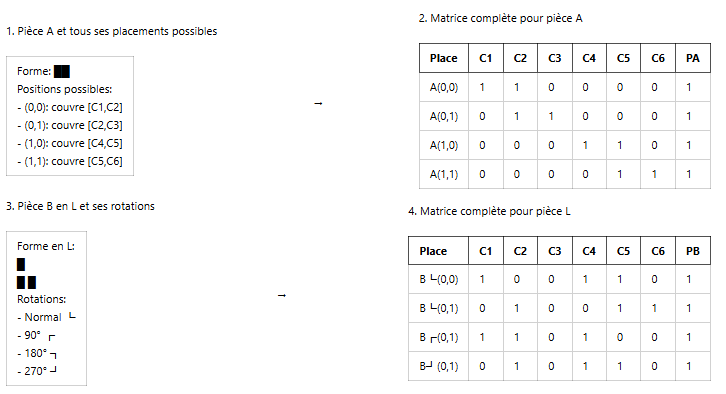 1. Pièce A et tous ses placements possibles
Forme: ██
Positions possibles:
- (0,0): couvre [C1,C2]
- (0,1): couvre [C2,C3]
- (1,0): couvre [C4,C5]
- (1,1): couvre [C5,C6]
→
2. Matrice complète pour pièce A
Place C1 C2 C3 C4 C5 C6 PA
A(0,0) 1 1 0 0 0 0 1
A(0,1) 0 1 1 0 0 0 1
A(1,0) 0 0 0 1 1 0 1
A(1,1) 0 0 0 0 1 1 1
3. Pièce B en L et ses rotations
Forme en L:
█
█ █
Rotations:
- Normal └
- 90° ┌
- 180° ┐
- 270° ┘
→
4. Matrice complète pour pièce L
Place C1 C2 C3 C4 C5 C6 PB
B └(0,0) 1 0 0 1 1 0 1
B └(0,1) 0 1 0 0 1 1 1
B ┌(0,1) 1 1 0 1 0 0 1
B┘ (0,1) 0 1 0 1 1 0 1